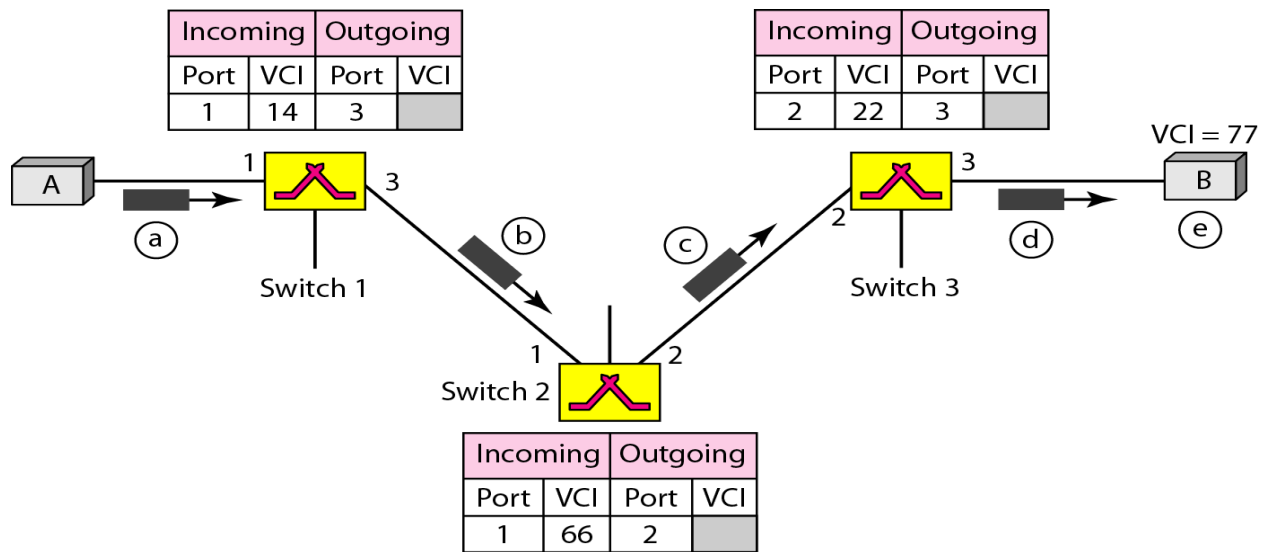 Incoming Outgoing
Port VCI Port VCI
1 14 3
Incoming Outgoing
Port VCI Port VCI
2 22 3
VCI = 77
A
1
3
a
Switch 1
b
c
2
3
Switch 3
d
B
e
1
2
Switch 2
Incoming Outgoing
Port VCI Port VCI
1 66 2